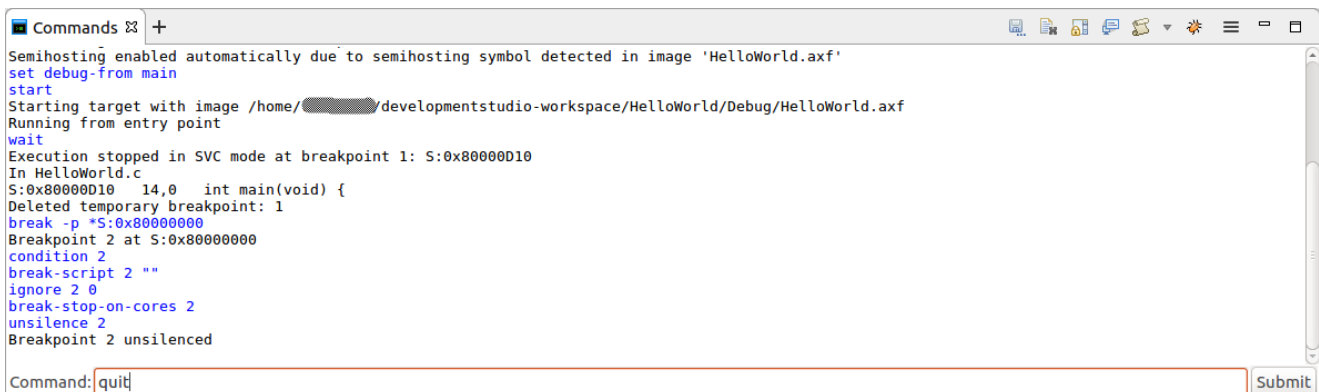 Commands
Semihosting enabled automatically due to semihosting symbol detected in image 'HelloWorld.axf'
set debug-from main
start
Starting target with image /home/ /developmentstudio-workspace/HelloWorld/Debug/HelloWorld.axf
Running from entry point
wait
Execution stopped in SVC mode at breakpoint 1: S:0x80000D10
In HelloWorld.c
S:0x80000D10   14,0   int main(void) {
Deleted temporary breakpoint: 1
break -p *S:0x80000000
Breakpoint 2 at S:0x80000000
condition 2
break-script 2 ""
ignore 2 0
break-stop-on-cores 2
unsilence 2
Breakpoint 2 unsilenced
Command: quit Submit